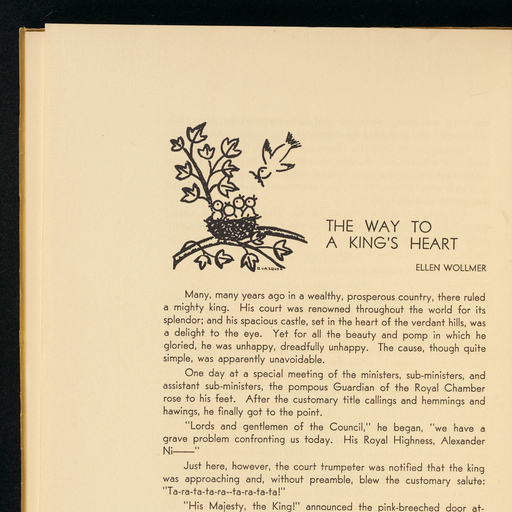 THE WAY TO
A KING'S HEART
ELLEN WOLLMER
Many, many years ago in a wealthy, prosperous country, there ruled
a mighty king. His court was renowned throughout the world for its
splendor; and his spacious castle, set in the heart of the verdant hills, was
a delight to the eye. Yet for all the beauty and pomp in which he
gloried, he was unhappy, dreadfully unhappy. The cause, though quite
simple, was apparently unavoidable.
One day at a special meeting of the ministers, sub-ministers, and
assistant sub-ministers, the pompous Guardian of the Royal Chamber
rose to his feet. After the customary title callings and hemmings and
hawings, he finally got to the point.
"Lords and gentlemen of the Council," he began, "we have a
grave problem confronting us today. His Royal Highness, Alexander
Ni——"
Just here, however, the court trumpeter was notified that the king
was approaching and, without preamble, blew the customary salute:
"Ta-ra-ta-ta-ra—ta-ra-ta-ta!"
"His Majesty, the King!" announced the pink-breeched door at-